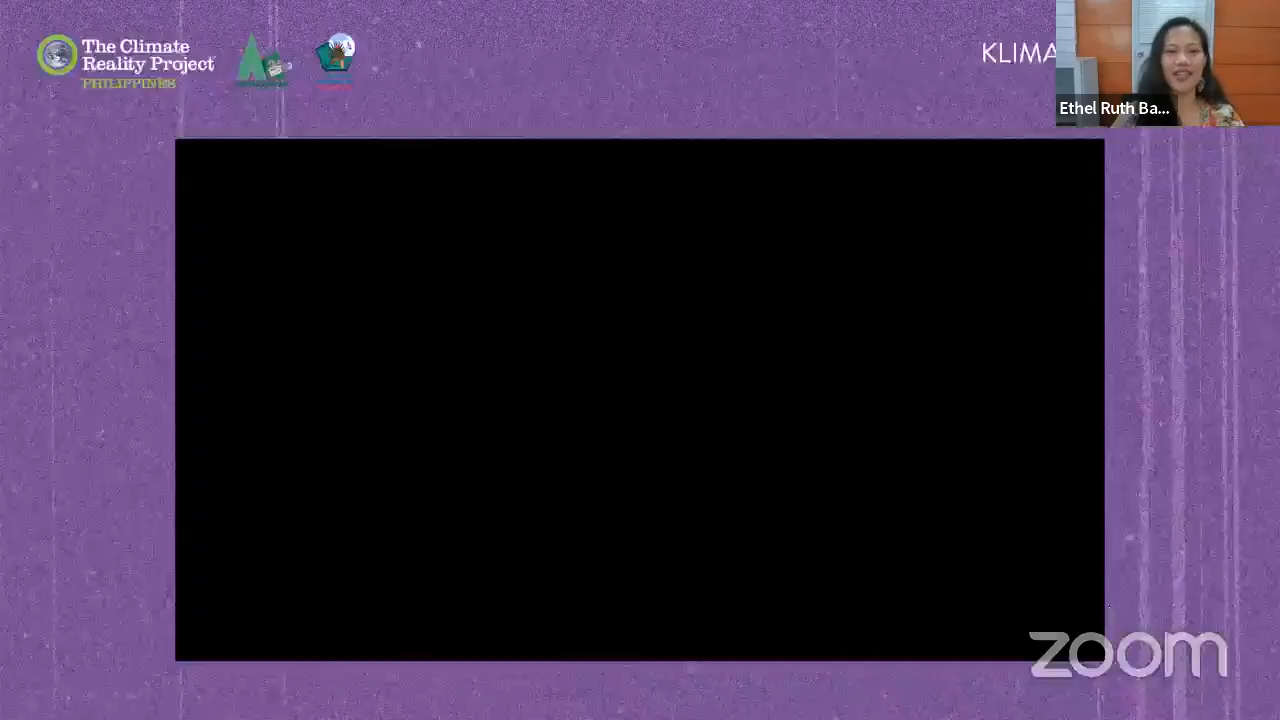 The Climate
Reality Project
PHILIPPINES
KLIMA
Ethel Ruth Ba...
zoom